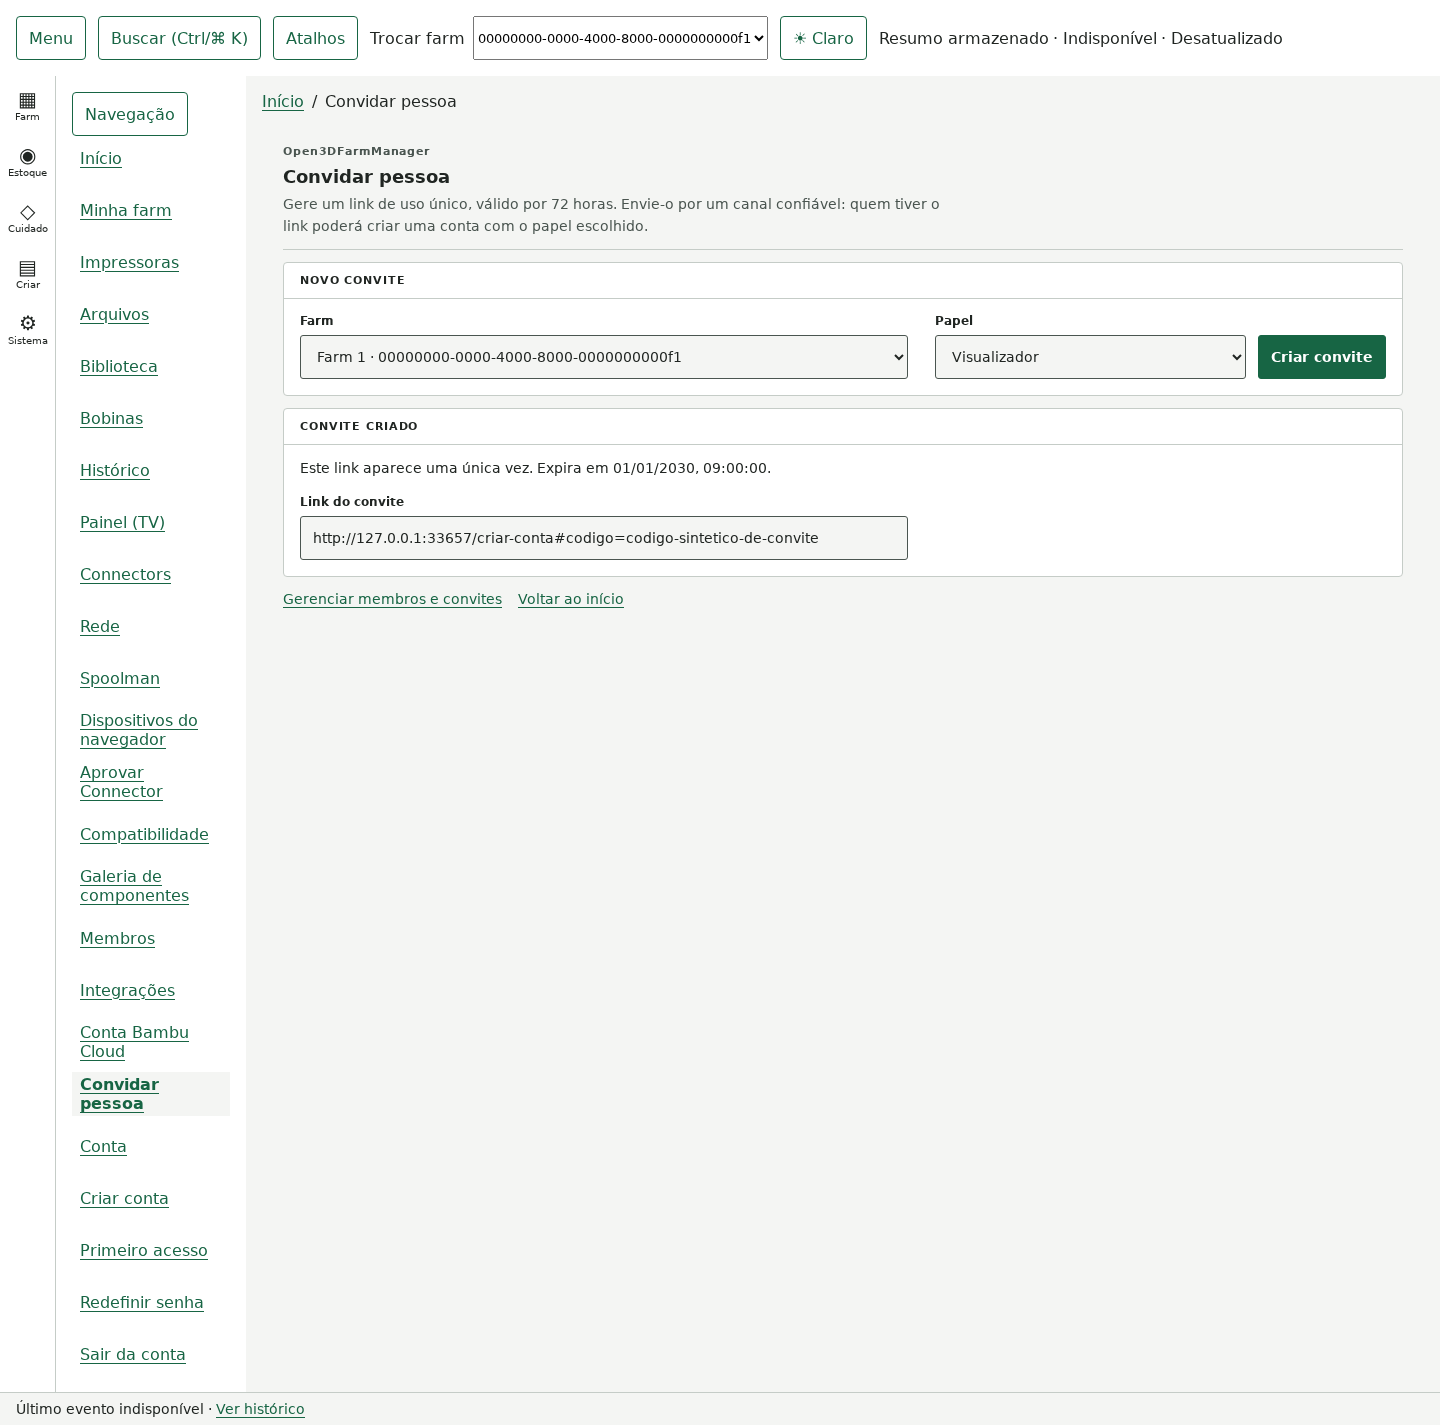 Menu
Buscar (Ctrl/⌘ K)
Atalhos
Trocar farm
00000000-0000-4000-8000-0000000000f1
☀ Claro
Resumo armazenado · Indisponível · Desatualizado
Farm
Estoque
Cuidado
Criar
Sistema
Navegação
Início
Minha farm
Impressoras
Arquivos
Biblioteca
Bobinas
Histórico
Painel (TV)
Connectors
Rede
Spoolman
Dispositivos do
navegador
Aprovar
Connector
Compatibilidade
Galeria de
componentes
Membros
Integrações
Conta Bambu
Cloud
Convidar
pessoa
Conta
Criar conta
Primeiro acesso
Redefinir senha
Sair da conta
Início / Convidar pessoa
Open3DFarmManager
Convidar pessoa
Gere um link de uso único, válido por 72 horas. Envie-o por um canal confiável: quem tiver o
link poderá criar uma conta com o papel escolhido.
NOVO CONVITE
Farm
Farm 1 · 00000000-0000-4000-8000-0000000000f1
Papel
Visualizador
Criar convite
CONVITE CRIADO
Este link aparece uma única vez. Expira em 01/01/2030, 09:00:00.
Link do convite
http://127.0.0.1:33657/criar-conta#codigo=codigo-sintetico-de-convite
Gerenciar membros e convites
Voltar ao início
Último evento indisponível · Ver histórico